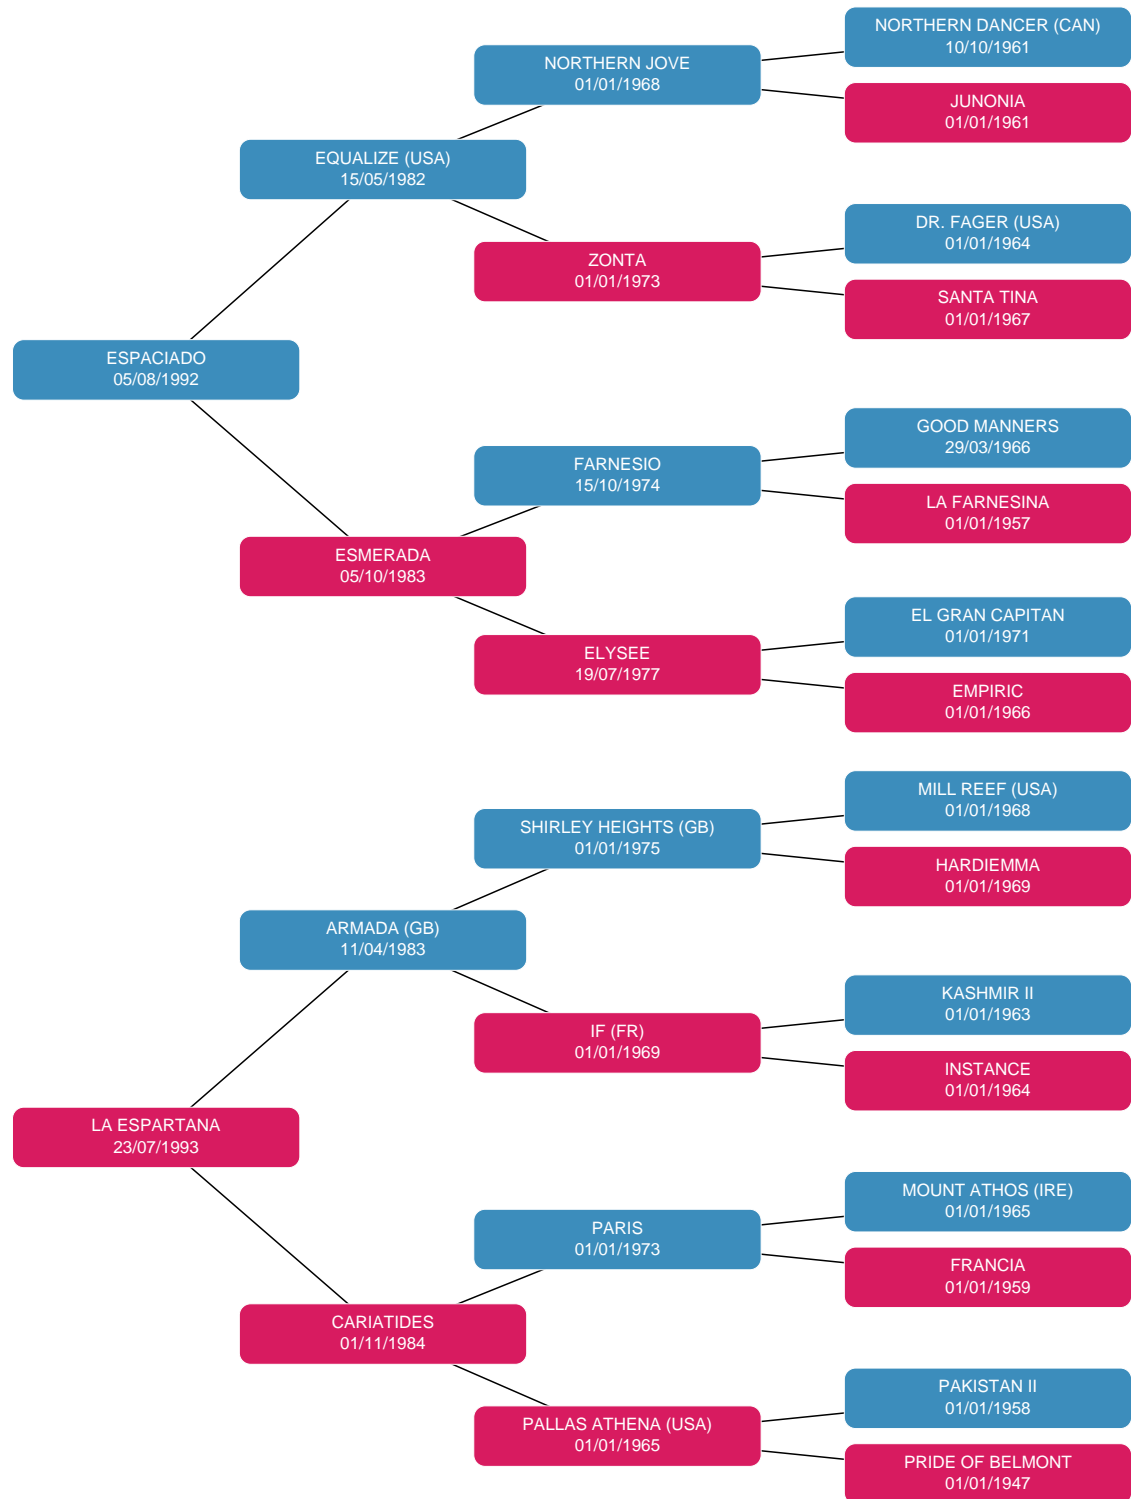 NORTHERN DANCER (CAN)
10/10/1961
NORTHERN JOVE
01/01/1968
JUNONIA
01/01/1961
EQUALIZE (USA)
15/05/1982
DR. FAGER (USA)
01/01/1964
ZONTA
01/01/1973
SANTA TINA
01/01/1967
ESPACIADO
05/08/1992
GOOD MANNERS
29/03/1966
FARNESIO
15/10/1974
LA FARNESINA
01/01/1957
ESMERADA
05/10/1983
EL GRAN CAPITAN
01/01/1971
ELYSEE
19/07/1977
EMPIRIC
01/01/1966
MILL REEF (USA)
01/01/1968
SHIRLEY HEIGHTS (GB)
01/01/1975
HARDIEMMA
01/01/1969
ARMADA (GB)
11/04/1983
KASHMIR II
01/01/1963
IF (FR)
01/01/1969
INSTANCE
01/01/1964
LA ESPARTANA
23/07/1993
MOUNT ATHOS (IRE)
01/01/1965
PARIS
01/01/1973
FRANCIA
01/01/1959
CARIATIDES
01/11/1984
PAKISTAN II
01/01/1958
PALLAS ATHENA (USA)
01/01/1965
PRIDE OF BELMONT
01/01/1947